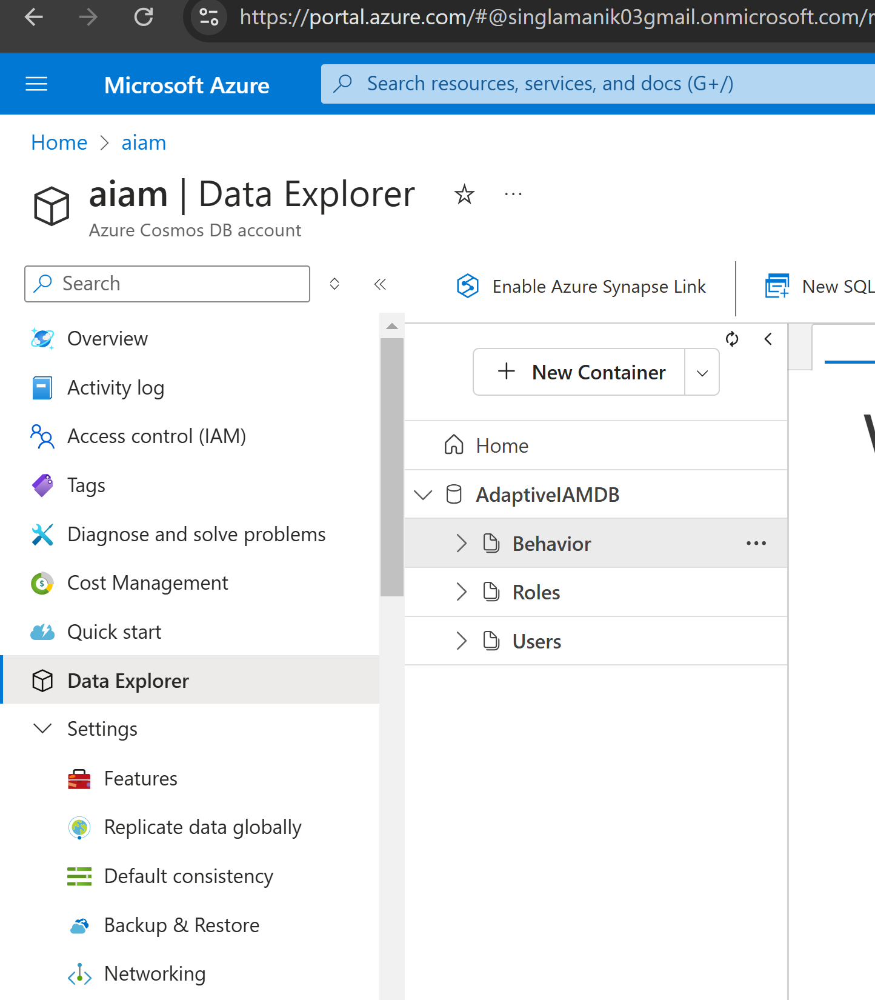 https://portal.azure.com/#@singlamanik03gmail.onmicrosoft.com/r
Microsoft Azure
Search resources, services, and docs (G+/)
Home > aiam
aiam | Data Explorer
Azure Cosmos DB account
Search
Enable Azure Synapse Link
New SQL
Overview
Activity log
Access control (IAM)
Tags
Diagnose and solve problems
Cost Management
Quick start
Data Explorer
Settings
Features
Replicate data globally
Default consistency
Backup & Restore
Networking
New Container
Home
AdaptiveIAMDB
Behavior
Roles
Users